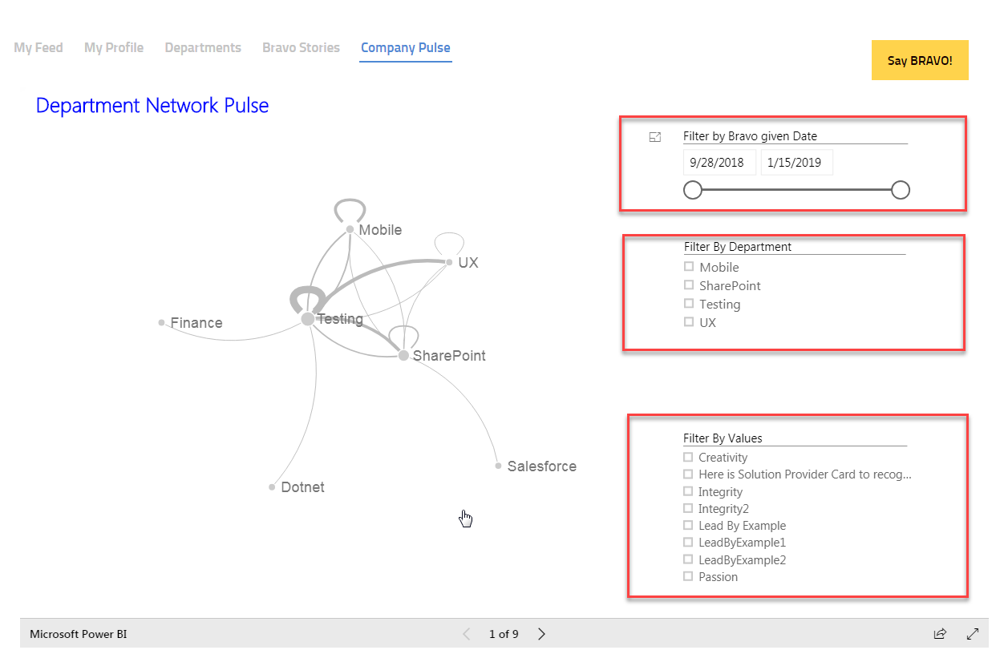 My Feed My Profile Departments Bravo Stories Company Pulse
Say BRAVO!
Department Network Pulse
Filter by Bravo given Date
9/28/2018 1/15/2019
Mobile
UX
Testing
Finance
SharePoint
Salesforce
Dotnet
Filter By Department
Mobile
SharePoint
Testing
UX
Filter By Values
Creativity
Here is Solution Provider Card to recog...
Integrity
Integrity2
Lead By Example
LeadByExample1
LeadByExample2
Passion
Microsoft Power BI
1 of 9